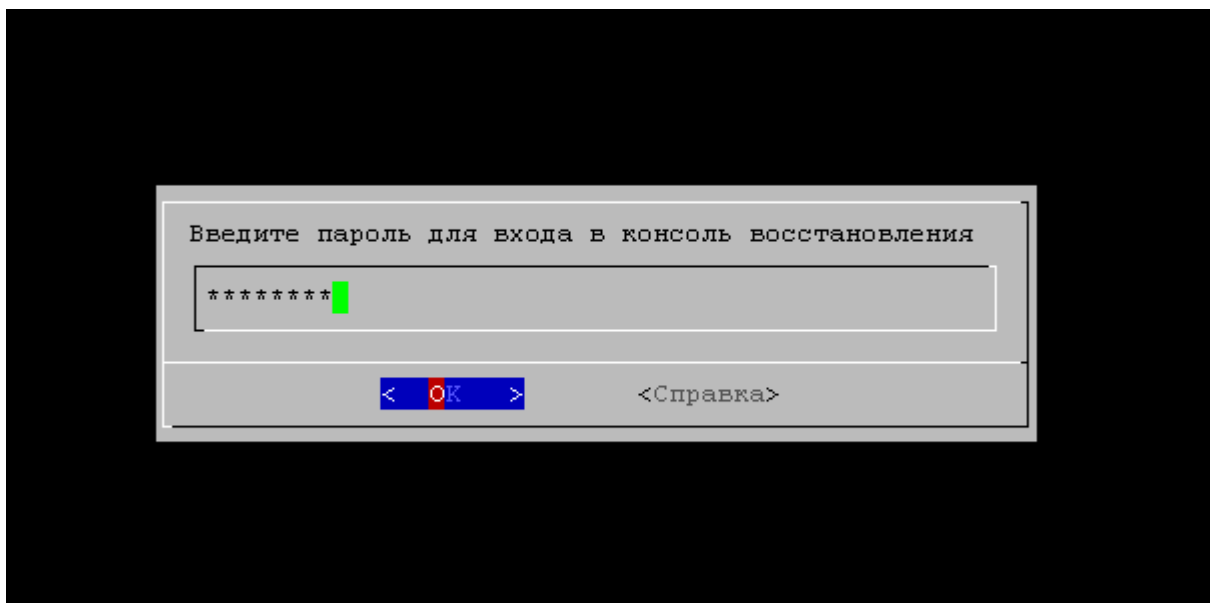 Введите пароль для входа в консоль восстановления
********
< OK > <Справка>